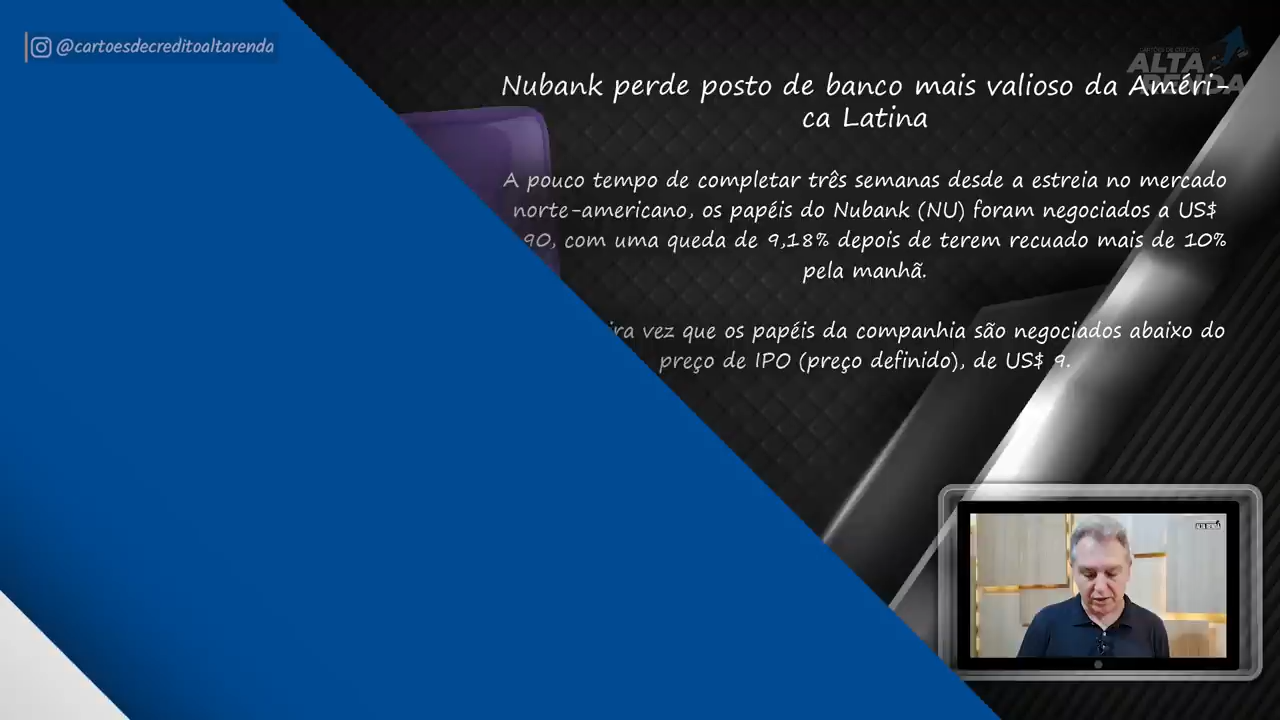 @cartoesdecreditoaltarenda
ALTA
RENDA
Nubank perde posto de banco mais valioso da Améri-
ca Latina
A pouco tempo de completar três semanas desde a estreia no mercado
norte-americano, os papéis do Nubank (NU) foram negociados a US$
90, com uma queda de 9,18% depois de terem recuado mais de 10%
pela manhã.
ira vez que os papéis da companhia são negociados abaixo do
preço de IPO (preço definido), de US$ 9.